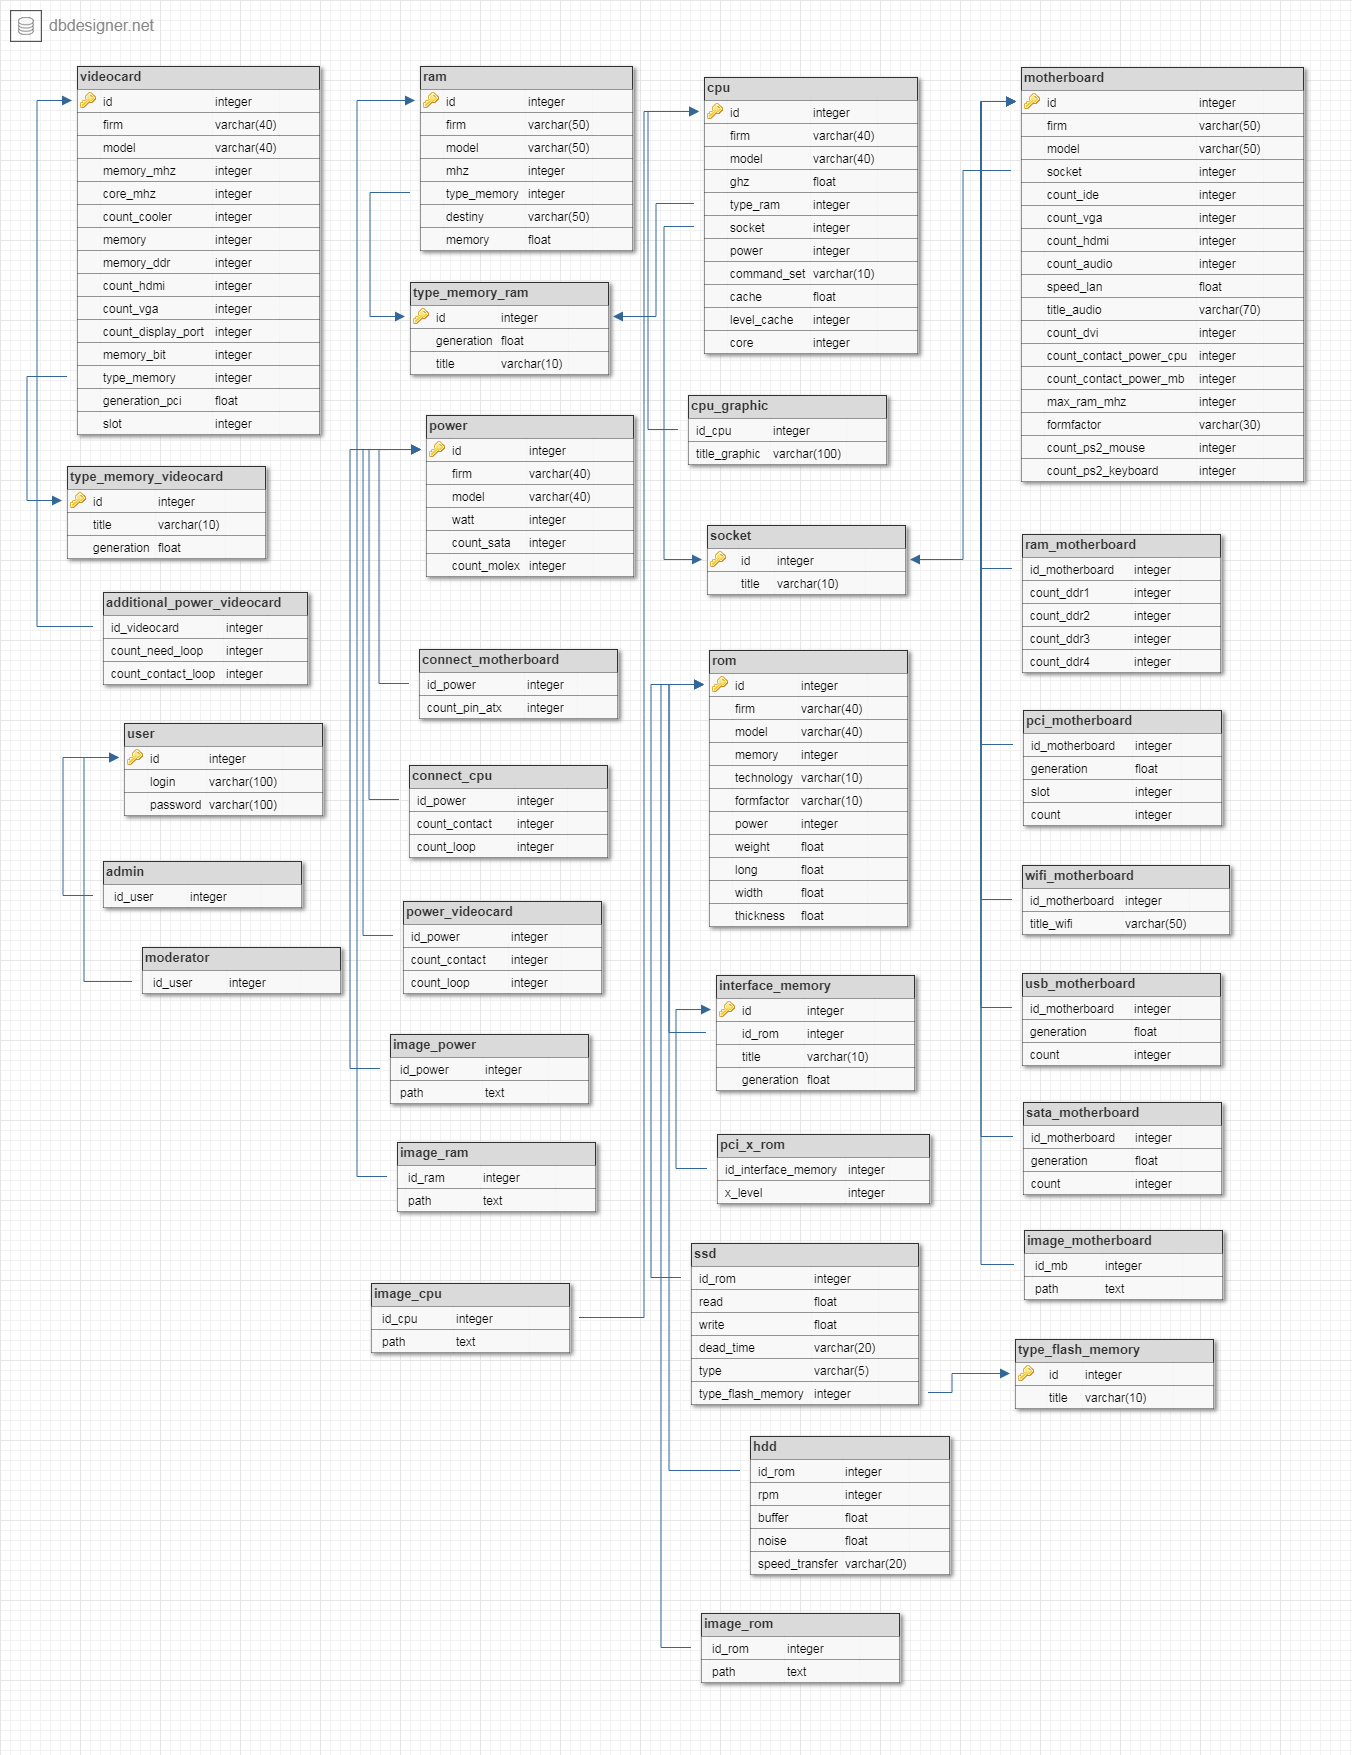 dbdesigner.net
videocard
id integer
firm varchar(40)
model varchar(40)
memory_mhz integer
core_mhz integer
count_cooler integer
memory integer
memory_ddr integer
count_hdmi integer
count_vga integer
count_display_port integer
memory_bit integer
type_memory integer
generation_pci float
slot integer
type_memory_videocard
id integer
title varchar(10)
generation float
additional_power_videocard
id_videocard integer
count_need_loop integer
count_contact_loop integer
user
id integer
login varchar(100)
password varchar(100)
admin
id_user integer
moderator
id_user integer
ram
id integer
firm varchar(50)
model varchar(50)
mhz integer
type_memory integer
destiny varchar(50)
memory float
type_memory_ram
id integer
generation float
title varchar(10)
power
id integer
firm varchar(40)
model varchar(40)
watt integer
count_sata integer
count_molex integer
connect_motherboard
id_power integer
count_pin_atx integer
connect_cpu
id_power integer
count_contact integer
count_loop integer
power_videocard
id_power integer
count_contact integer
count_loop integer
image_power
id_power integer
path text
image_ram
id_ram integer
path text
image_cpu
id_cpu integer
path text
cpu
id integer
firm varchar(40)
model varchar(40)
ghz float
type_ram integer
socket integer
power integer
command_set varchar(10)
cache float
level_cache integer
core integer
cpu_graphic
id_cpu integer
title_graphic varchar(100)
socket
id integer
title varchar(10)
rom
id integer
firm varchar(40)
model varchar(40)
memory integer
technology varchar(10)
formfactor varchar(10)
power integer
weight float
long float
width float
thickness float
interface_memory
id integer
id_rom integer
title varchar(10)
generation float
pci_x_rom
id_interface_memory integer
x_level integer
ssd
id_rom integer
read float
write float
dead_time varchar(20)
type varchar(5)
type_flash_memory integer
hdd
id_rom integer
rpm integer
buffer float
noise float
speed_transfer varchar(20)
image_rom
id_rom integer
path text
motherboard
id integer
firm varchar(50)
model varchar(50)
socket integer
count_ide integer
count_vga integer
count_hdmi integer
count_audio integer
speed_lan float
title_audio varchar(70)
count_dvi integer
count_contact_power_cpu integer
count_contact_power_mb integer
max_ram_mhz integer
formfactor varchar(30)
count_ps2_mouse integer
count_ps2_keyboard integer
ram_motherboard
id_motherboard integer
count_ddr1 integer
count_ddr2 integer
count_ddr3 integer
count_ddr4 integer
pci_motherboard
id_motherboard integer
generation float
slot integer
count integer
wifi_motherboard
id_motherboard integer
title_wifi varchar(50)
usb_motherboard
id_motherboard integer
generation float
count integer
sata_motherboard
id_motherboard integer
generation float
count integer
image_motherboard
id_mb integer
path text
type_flash_memory
id integer
title varchar(10)